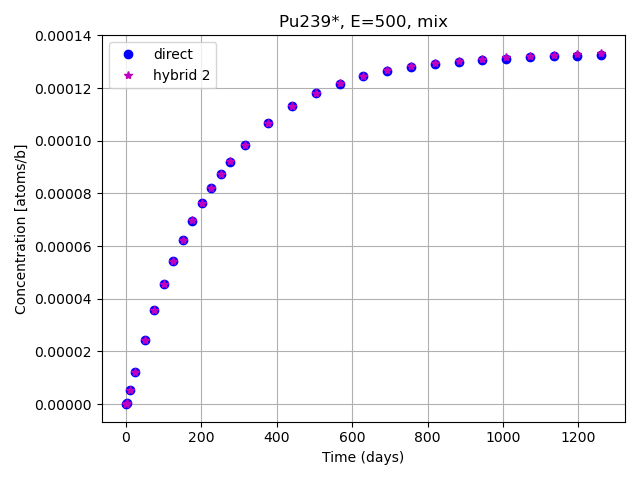 Pu239*, E=500, mix
direct
hybrid 2
Concentration [atoms/b]
0.00014
0.00012
0.00010
0.00008
0.00006
0.00004
0.00002
0.00000
0 200 400 600 800 1000 1200
Time (days)